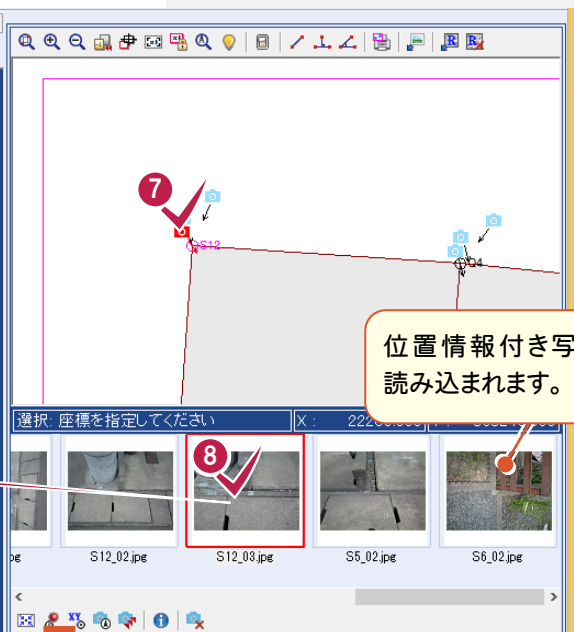 7
S12
Q4
位置情報付き写
読み込まれます。
選択: 座標を指定してください
X :
8
S12_02.jpg
S12_03.jpg
S5_02.jpg
S6_02.jpg